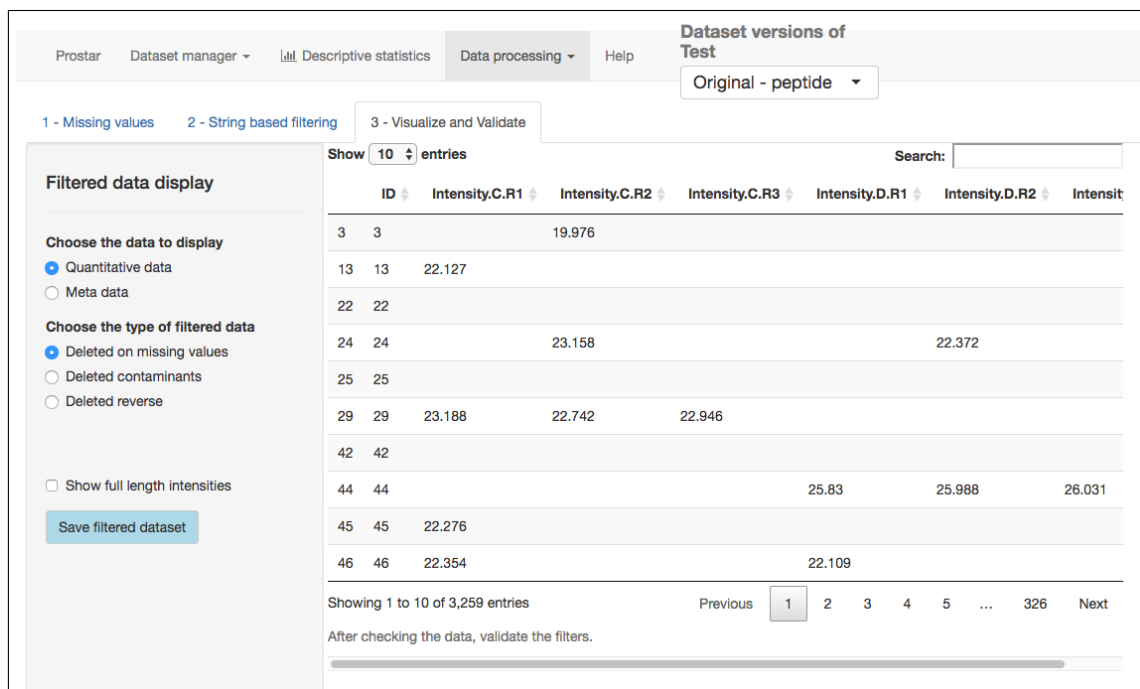 Dataset versions of
Test
Prostar Dataset manager Descriptive statistics Data processing Help
Original - peptide
1 - Missing values 2 - String based filtering 3 - Visualize and Validate
Filtered data display
Choose the data to display
Quantitative data
Meta data
Choose the type of filtered data
Deleted on missing values
Deleted contaminants
Deleted reverse
Show full length intensities
Save filtered dataset
Show 10 entries Search:
ID Intensity.C.R1 Intensity.C.R2 Intensity.C.R3 Intensity.D.R1 Intensity.D.R2 Intensity
3 3 19.976
13 13 22.127
22 22
24 24 23.158 22.372
25 25
29 29 23.188 22.742 22.946
42 42
44 44 25.83 25.988 26.031
45 45 22.276
46 46 22.354 22.109
Showing 1 to 10 of 3,259 entries Previous 1 2 3 4 5 ... 326 Next
After checking the data, validate the filters.